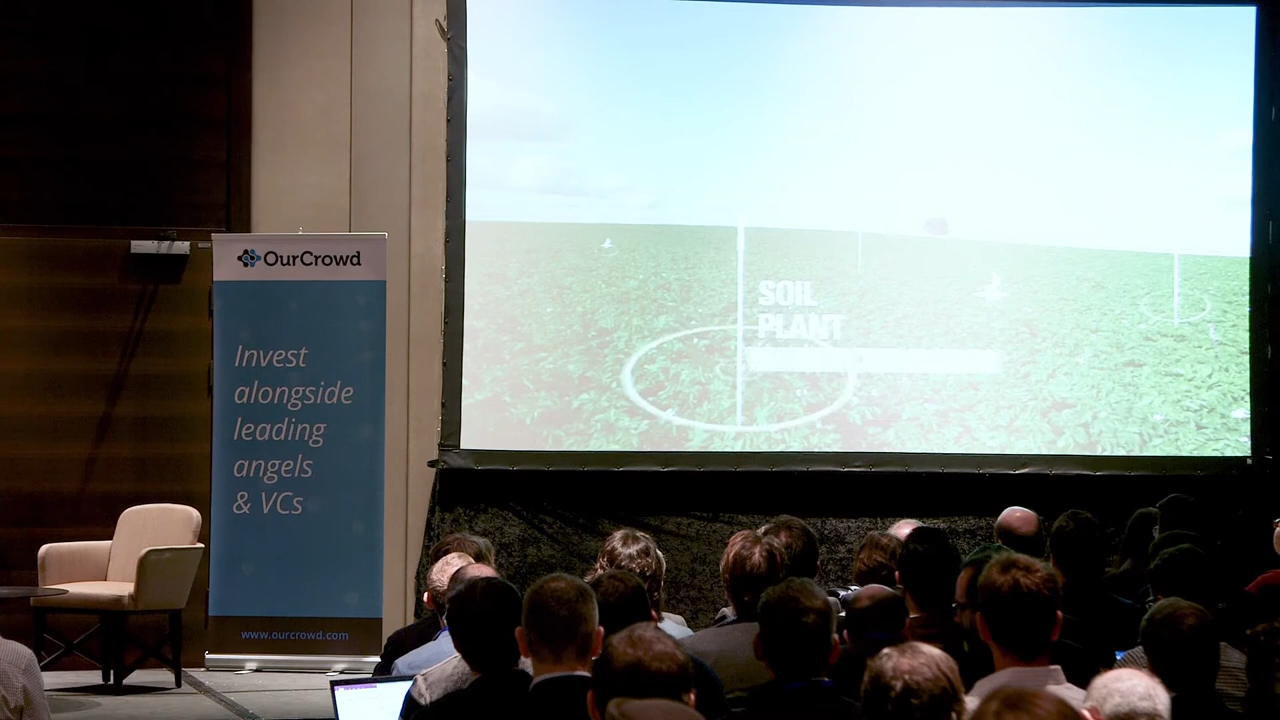 OurCrowd
Invest
alongside
leading
angels
& VCs
www.ourcrowd.com
SOIL
PLANT